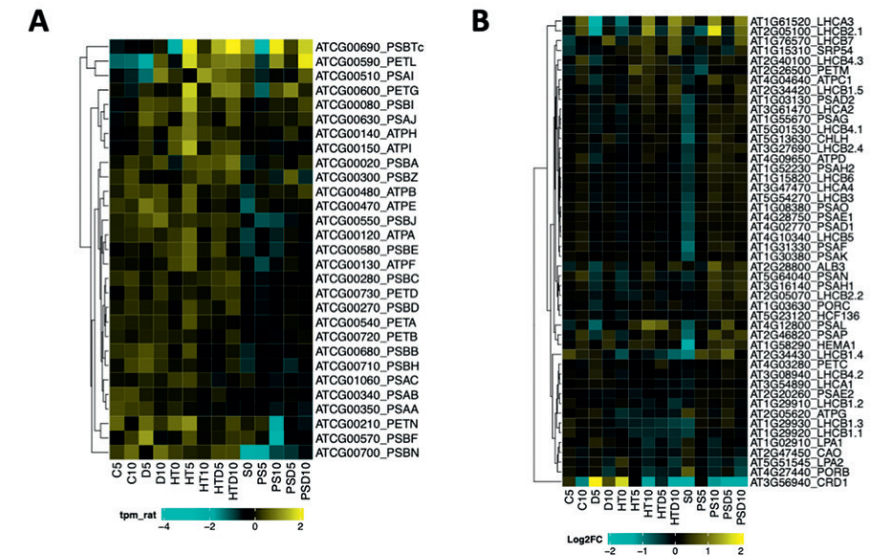 A
ATCG00690_PSBTc
ATCG00590_PETL
ATCG00510_PSAI
ATCG00600_PETG
ATCG00080_PSBI
ATCG00630_PSAJ
ATCG00140_ATPH
ATCG00150_ATPI
ATCG00020_PSBA
ATCG00300_PSBZ
ATCG00480_ATPB
ATCG00470_ATPE
ATCG00550_PSBJ
ATCG00120_ATPA
ATCG00580_PSBE
ATCG00130_ATPF
ATCG00280_PSBC
ATCG00730_PETD
ATCG00270_PSBD
ATCG00540_PETA
ATCG00720_PETB
ATCG00680_PSBB
ATCG00710_PSBH
ATCG01060_PSAC
ATCG00340_PSAB
ATCG00350_PSAA
ATCG00210_PETN
ATCG00570_PSBF
ATCG00700_PSBN
C5 C10 D5 D10 HT0 HT5 HT10 HTD5 HTD10 S0 PS5 PS10 PSD5 PSD10
tpm_rat
-4 -2 0 2
B
AT1G61520_LHCA3
AT2G05100_LHCB2.1
AT1G76570_LHCB7
AT1G15310_SRP54
AT2G40100_LHCB4.3
AT2G26500_PETM
AT4G04640_ATPC1
AT2G34420_LHCB1.5
AT1G03130_PSAD2
AT3G61470_LHCA2
AT1G55670_PSAG
AT5G01530_LHCB4.1
AT5G13630_CHLH
AT3G27690_LHCB2.4
AT4G09650_ATPD
AT1G52230_PSAH2
AT1G15820_LHCB6
AT3G47470_LHCA4
AT5G54270_LHCB3
AT1G08380_PSAO
AT4G28750_PSAE1
AT4G02770_PSAD1
AT4G10340_LHCB5
AT1G31330_PSAF
AT1G30380_PSAK
AT2G28800_ALB3
AT5G64040_PSAN
AT3G16140_PSAH1
AT2G05070_LHCB2.2
AT1G03630_PORC
AT5G23120_HCF136
AT4G12800_PSAL
AT2G46820_PSAP
AT1G58290_HEMA1
AT2G34430_LHCB1.4
AT4G03280_PETC
AT3G08940_LHCB4.2
AT3G54890_LHCA1
AT2G20260_PSAE2
AT1G29910_LHCB1.2
AT2G05620_ATPG
AT1G29930_LHCB1.3
AT1G29920_LHCB1.1
AT1G02910_LPA1
AT2G47450_CAO
AT5G51545_LPA2
AT4G27440_PORB
AT3G56940_CRD1
C5 C10 D5 D10 HT0 HT5 HT10 HTD5 HTD10 S0 PS5 PS10 PSD5 PSD10
Log2FC
-2 -1 0 1 2